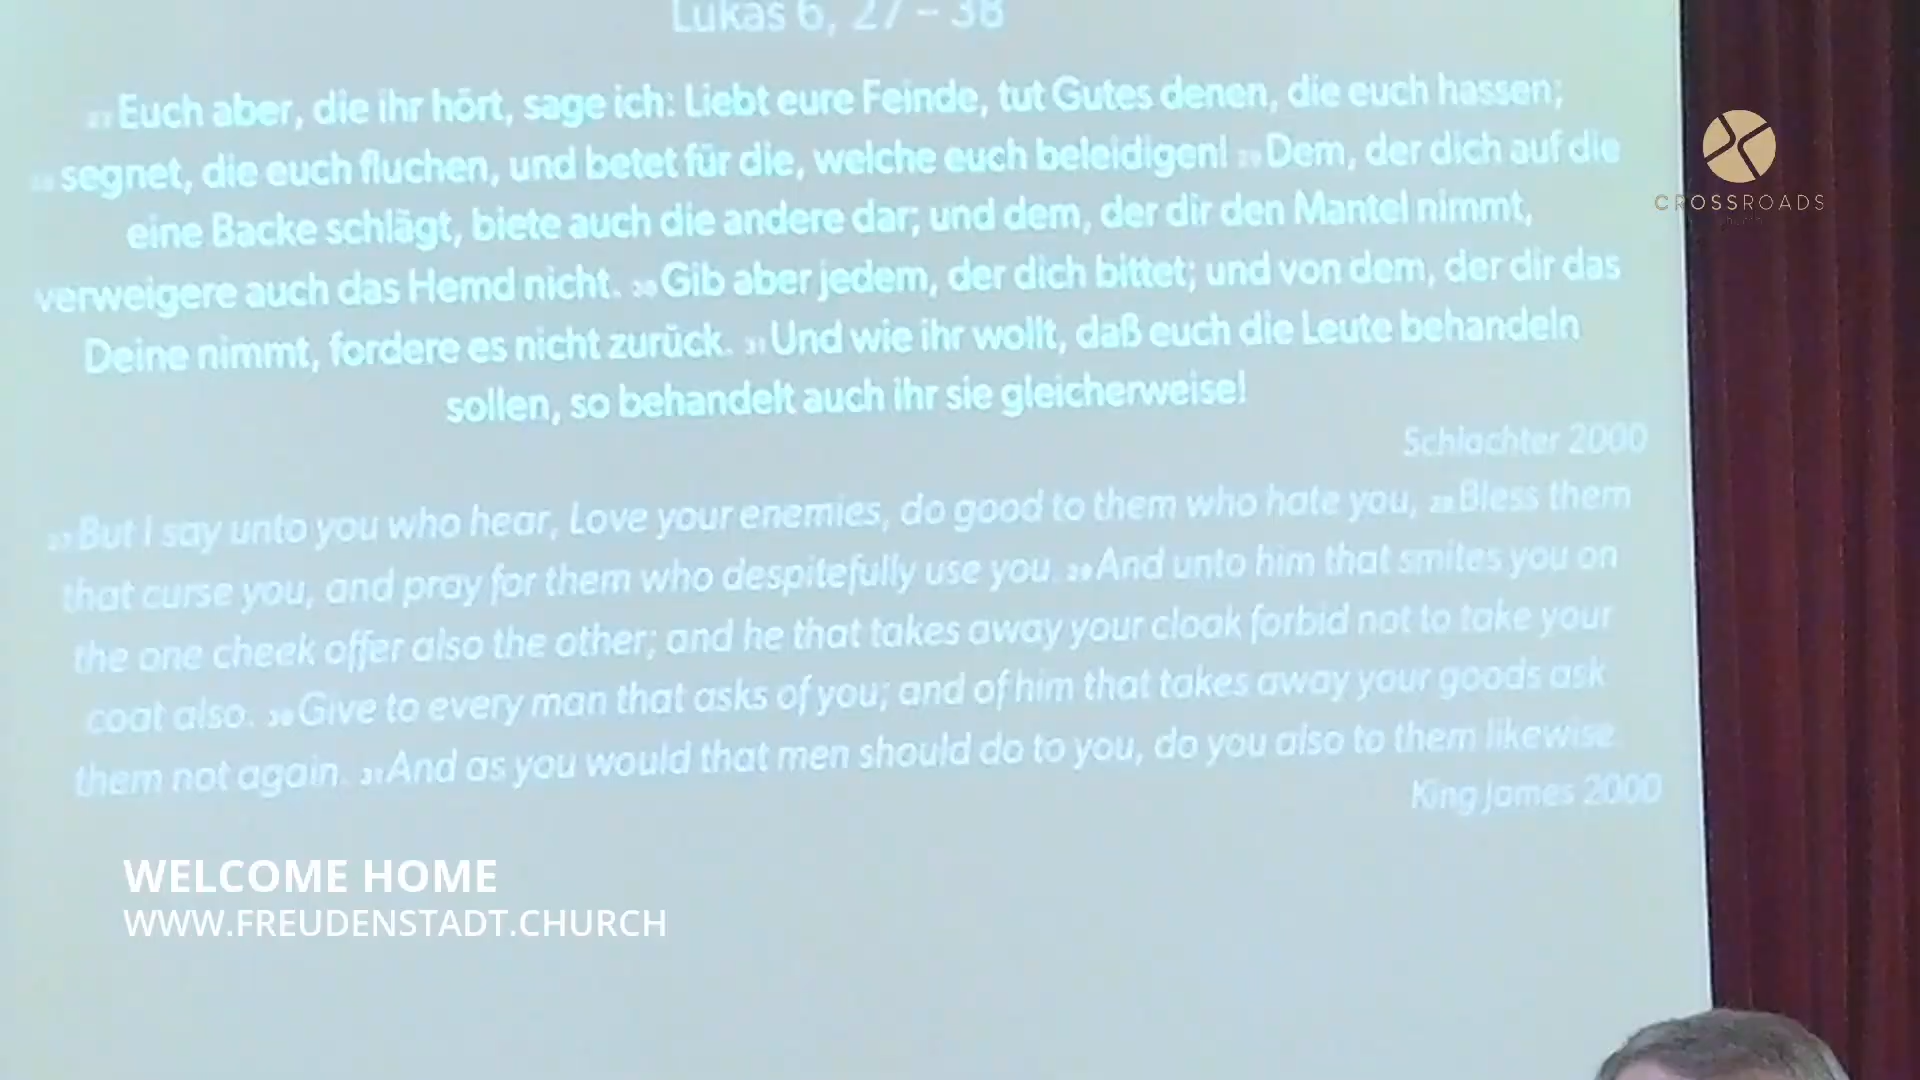 Lukas 6, 27 – 38
27 Euch aber, die ihr hört, sage ich: Liebt eure Feinde, tut Gutes denen, die euch hassen;
28 segnet, die euch fluchen, und betet für die, welche euch beleidigen! 29 Dem, der dich auf die
eine Backe schlägt, biete auch die andere dar; und dem, der dir den Mantel nimmt,
verweigere auch das Hemd nicht. 30 Gib aber jedem, der dich bittet; und von dem, der dir das
Deine nimmt, fordere es nicht zurück. 31 Und wie ihr wollt, daß euch die Leute behandeln
sollen, so behandelt auch ihr sie gleicherweise!
Schlachter 2000
27 But I say unto you who hear, Love your enemies, do good to them who hate you, 28 Bless them
that curse you, and pray for them who despitefully use you. 29 And unto him that smites you on
the one cheek offer also the other; and he that takes away your cloak forbid not to take your
coat also. 30 Give to every man that asks of you; and of him that takes away your goods ask
them not again. 31 And as you would that men should do to you, do you also to them likewise.
King James 2000
CROSSROADS
WELCOME HOME
WWW.FREUDENSTADT.CHURCH